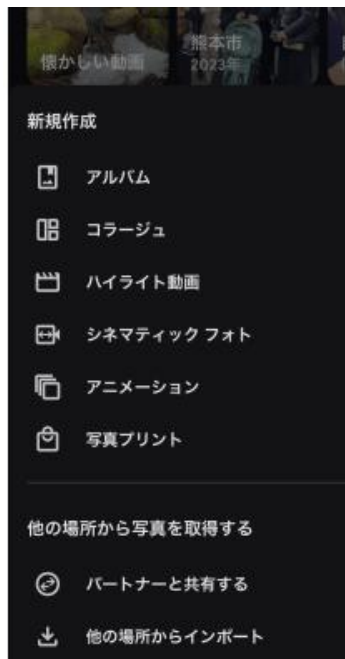 懐かしい動画
熊本市
2023年
新規作成
アルバム
コラージュ
ハイライト動画
シネマティック フォト
アニメーション
写真プリント
他の場所から写真を取得する
パートナーと共有する
他の場所からインポート